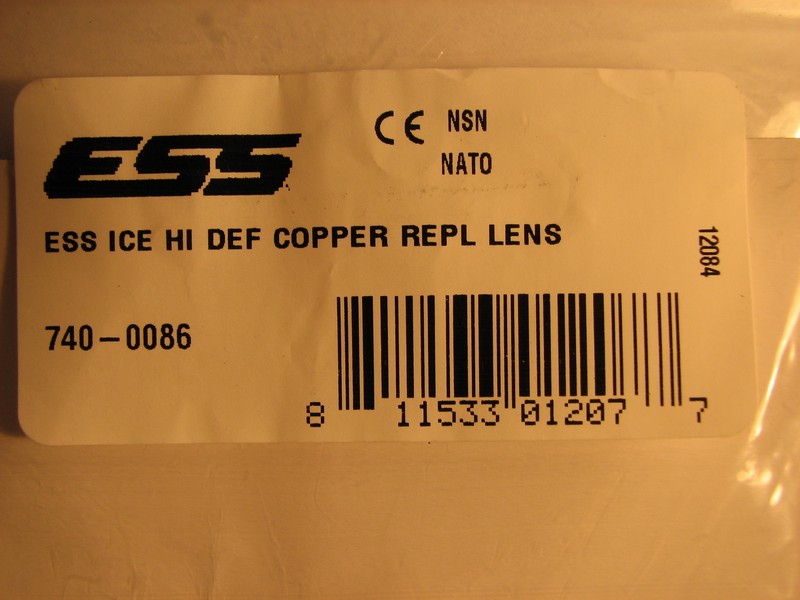 ESS
CE NSN
NATO
ESS ICE HI DEF COPPER REPL LENS
12084
740-0086
8 11533 01207 7